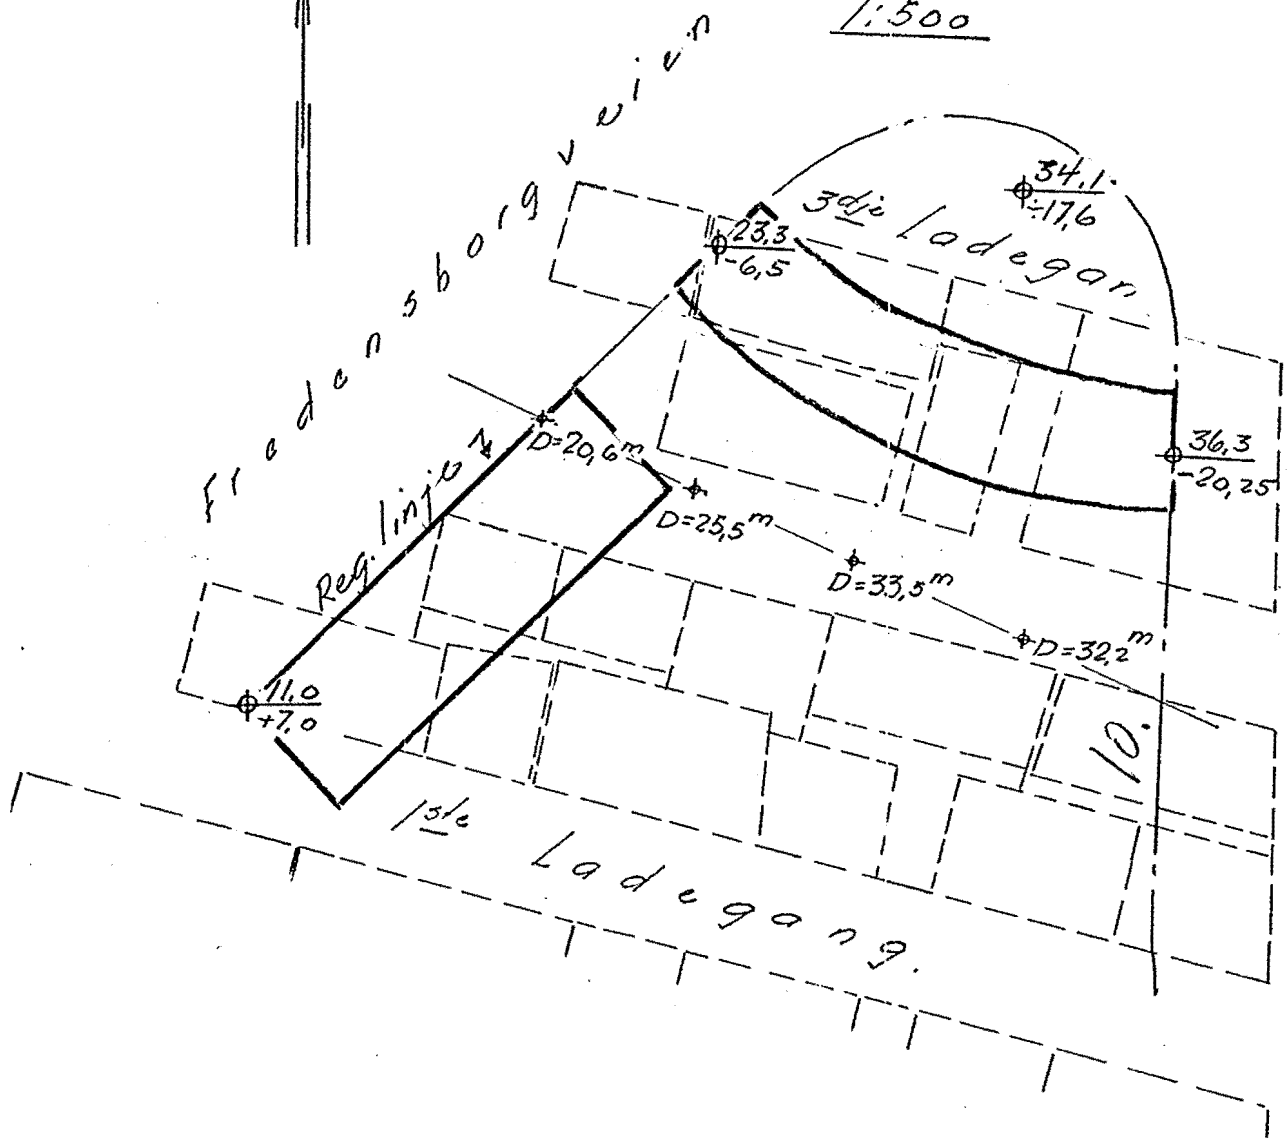 1:500
Fredensborgveien
34,1
÷17,6
3dje Ladegan
23,3
-6,5
36,3
-20,25
D=20,6m
Reg. linje
D=25,5m
D=33,5m
D=32,2m
11,0
+7,0
10.
1ste Ladegang.